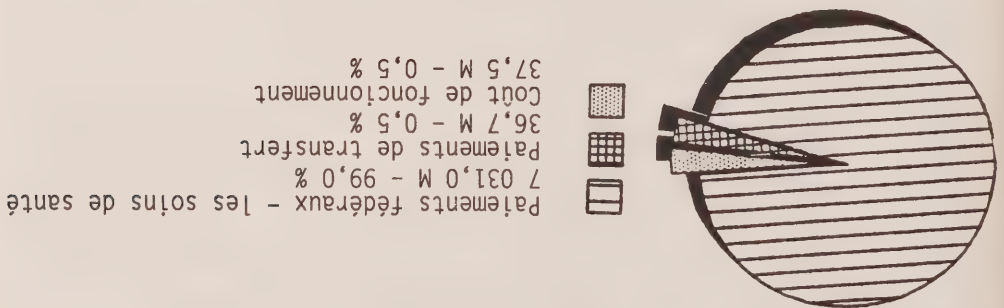 Paiements fédéraux - les soins de santé
7 031,0 M - 99,0 %
Paiements de transfert
36,7 M - 0,5 %
Coût de fonctionnement
37,5 M - 0,5 %